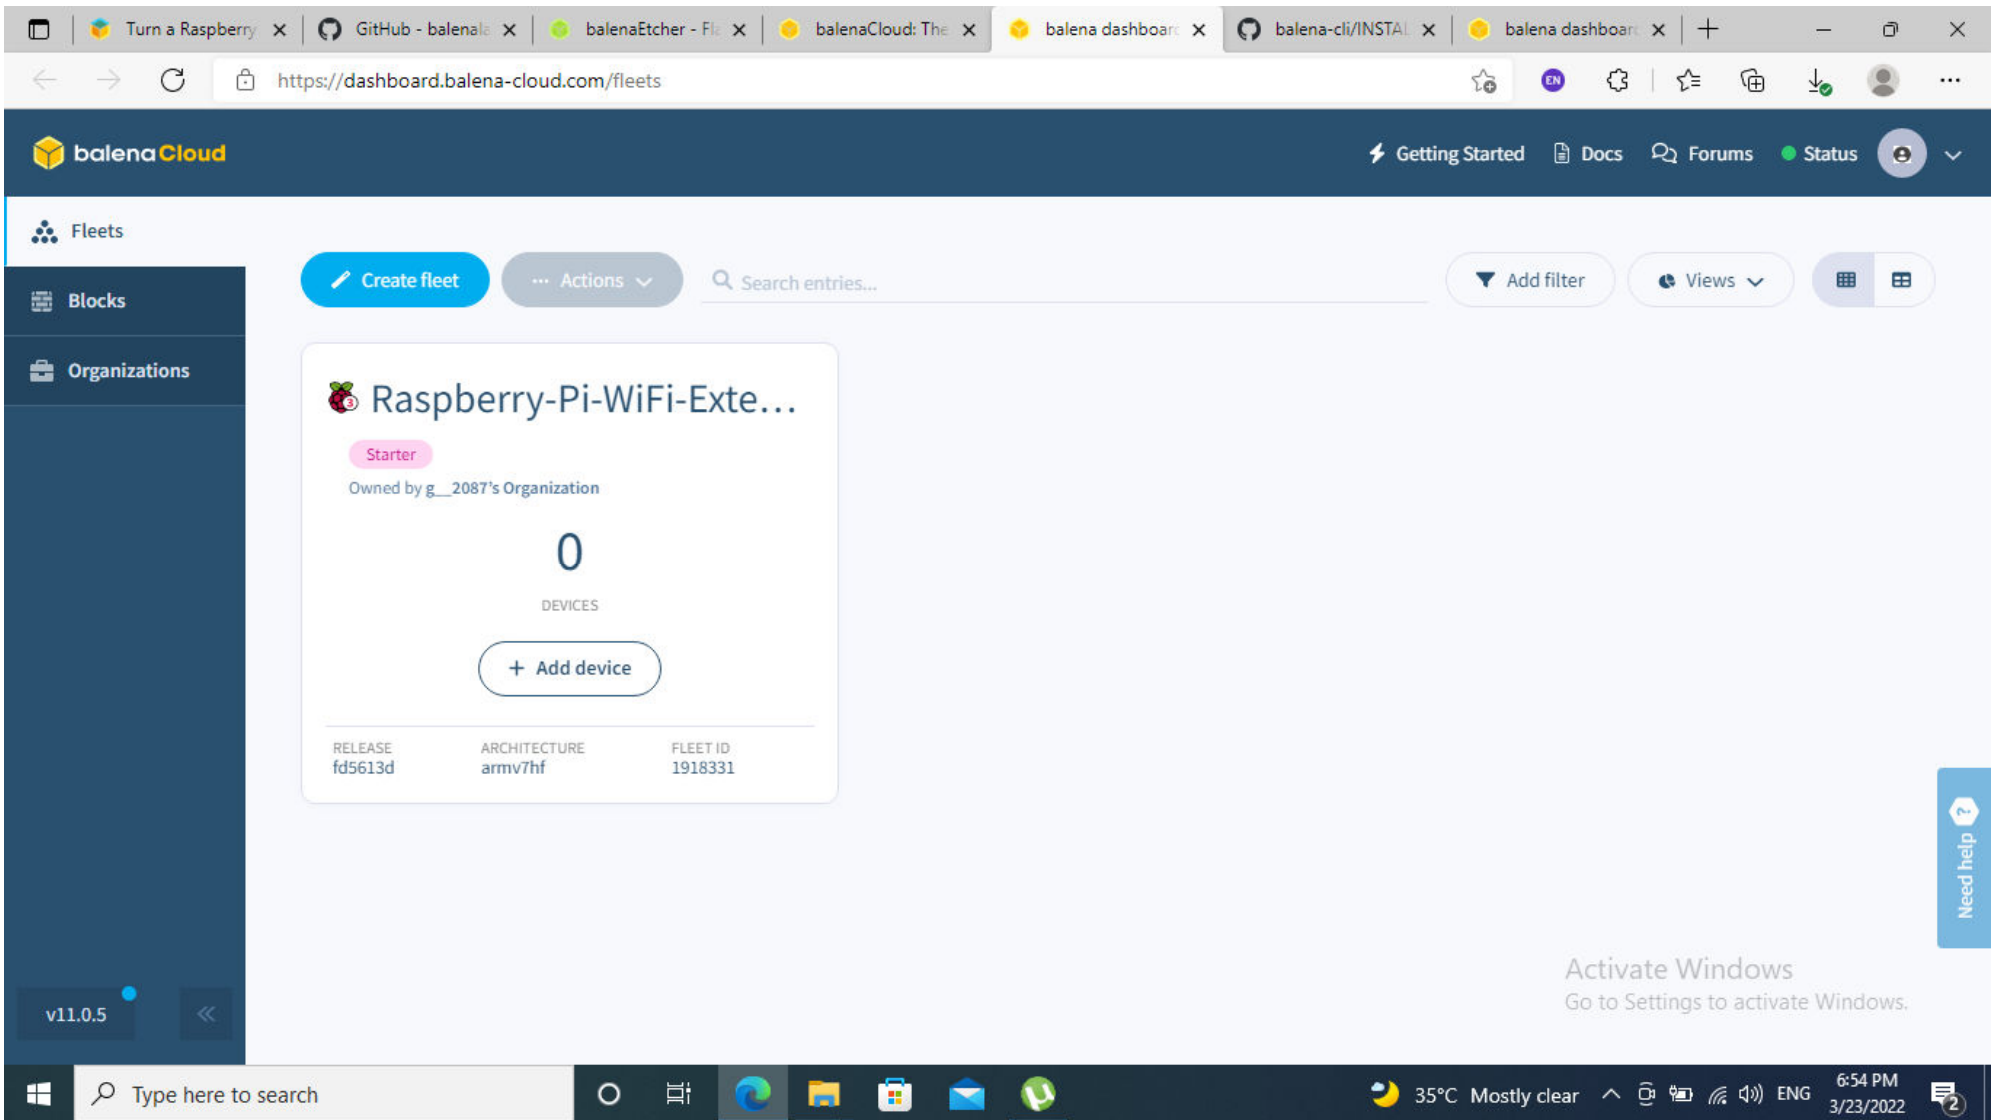 Turn a Raspberry
GitHub - balenala
balenaEtcher - Fla
balenaCloud: The
balena dashboard
balena-cli/INSTAL
balena dashboard
https://dashboard.balena-cloud.com/fleets
EN
balenaCloud
Getting Started
Docs
Forums
Status
Fleets
Blocks
Organizations
Create fleet
... Actions
Search entries...
Add filter
Views
3
Raspberry-Pi-WiFi-Exte...
Starter
Owned by g__2087's Organization
0
DEVICES
+ Add device
RELEASE
fd5613d
ARCHITECTURE
armv7hf
FLEET ID
1918331
Need help ?
Activate Windows
Go to Settings to activate Windows.
v11.0.5
Type here to search
35°C Mostly clear
ENG
6:54 PM
3/23/2022
2